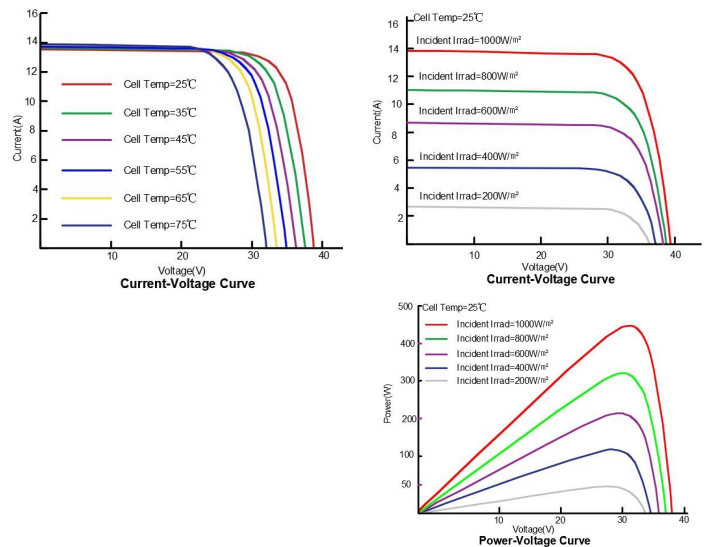 14
12
10
8
6
4
2
Current(A)
Cell Temp=25℃
Cell Temp=35℃
Cell Temp=45℃
Cell Temp=55℃
Cell Temp=65℃
Cell Temp=75℃
10
20
30
40
Voltage(V)
Current-Voltage Curve
16
14
12
10
8
6
4
2
Current(A)
Cell Temp=25℃
Incident Irrad=1000W/m²
Incident Irrad=800W/m²
Incident Irrad=600W/m²
Incident Irrad=400W/m²
Incident Irrad=200W/m²
10
20
30
40
Voltage(V)
Current-Voltage Curve
500
400
300
200
100
50
Power(W)
Cell Temp=25℃
Incident Irrad=1000W/m²
Incident Irrad=800W/m²
Incident Irrad=600W/m²
Incident Irrad=400W/m²
Incident Irrad=200W/m²
10
20
30
40
Voltage(V)
Power-Voltage Curve